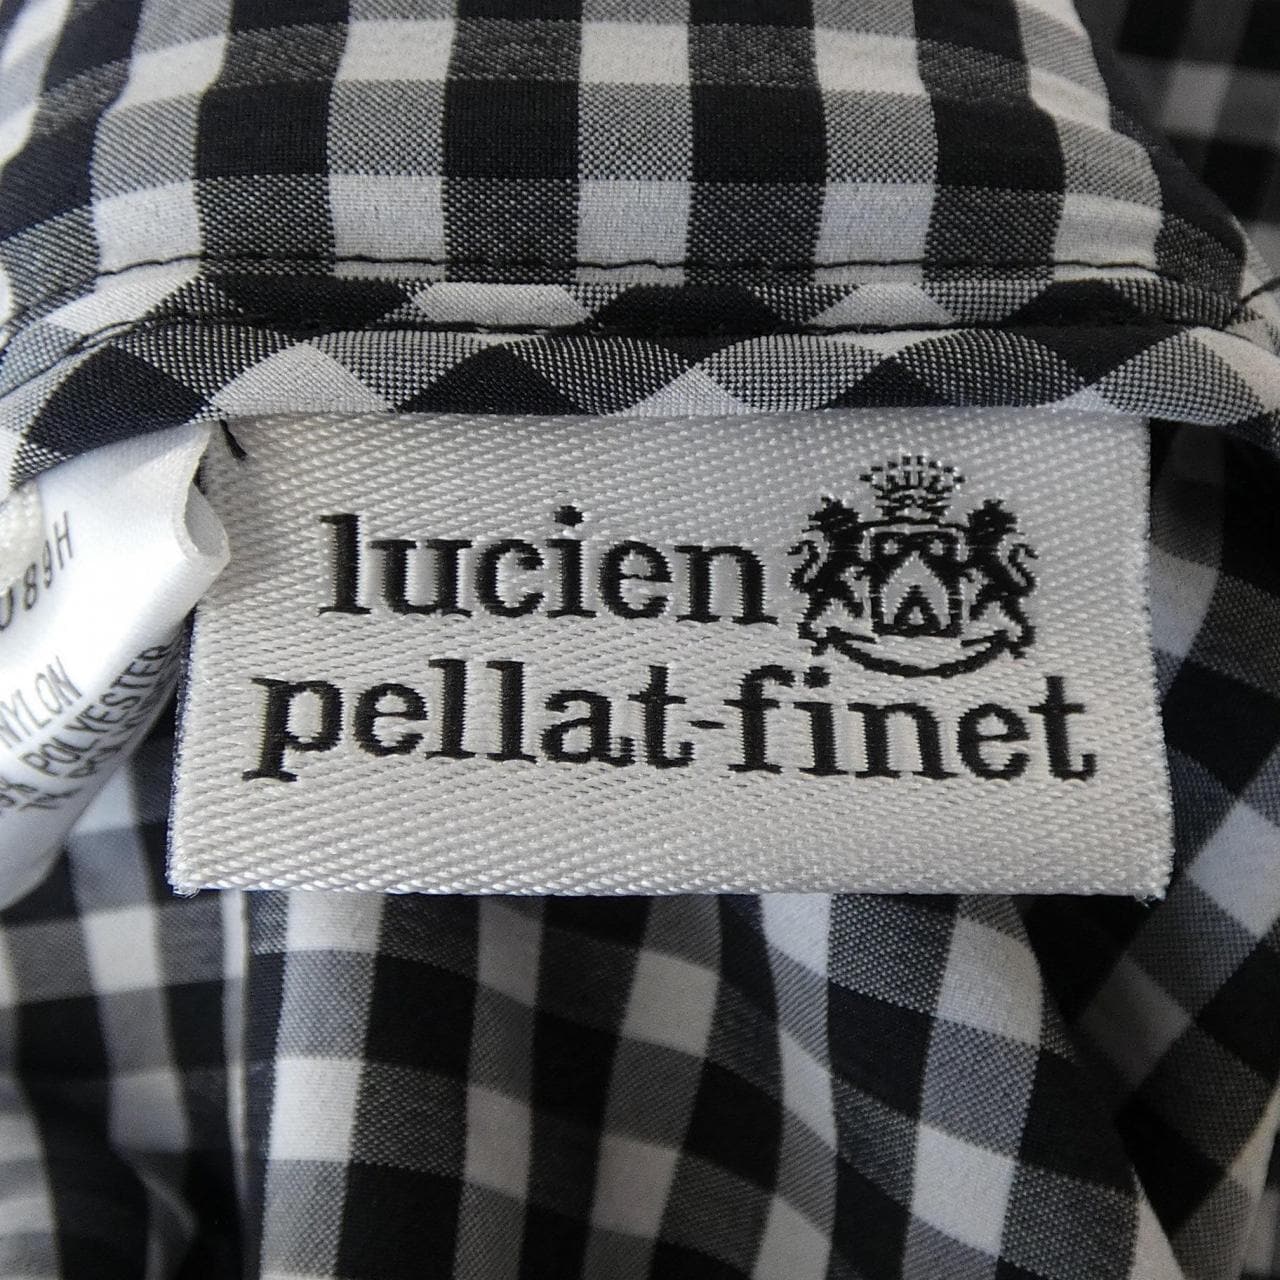 lucien
pellat-finet
U89H
NYLON
POLYESTER